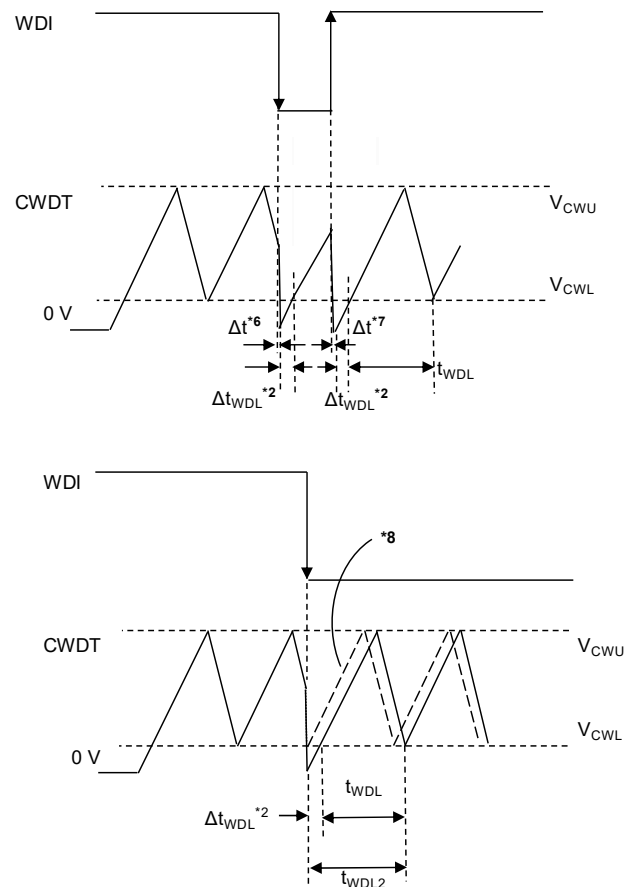 WDI
CWDT
V_CWU
V_CWL
0 V
Δt*6
Δt*7
Δt_WDL*2
Δt_WDL*2
t_WDL
WDI
*8
CWDT
V_CWU
V_CWL
0 V
t_WDL
Δt_WDL*2
t_WDL2